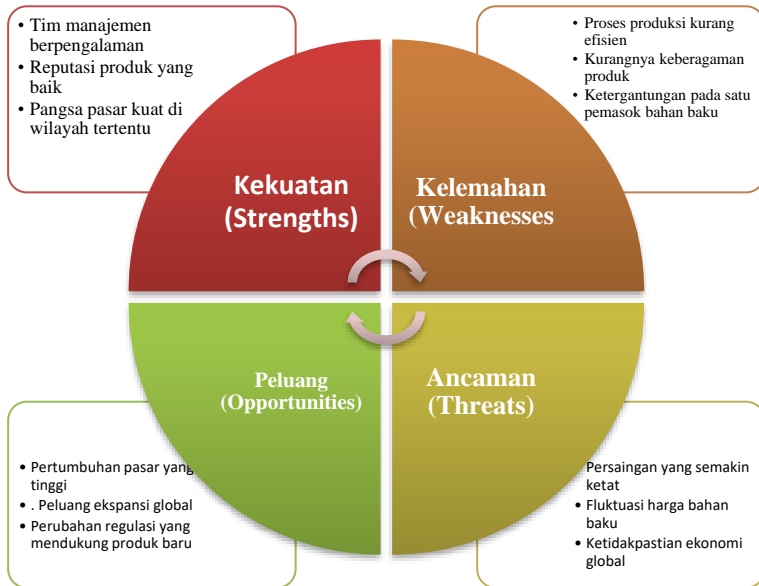 • Tim manajemen
berpengalaman
• Reputasi produk yang
baik
• Pangsa pasar kuat di
wilayah tertentu
• Proses produksi kurang
efisien
• Kurangnya keberagaman
produk
• Ketergantungan pada satu
pemasok bahan baku
Kekuatan
(Strengths)
Kelemahan
(Weaknesses
Peluang
(Opportunities)
Ancaman
(Threats)
• Pertumbuhan pasar yang
tinggi
• . Peluang ekspansi global
• Perubahan regulasi yang
mendukung produk baru
Persaingan yang semakin
ketat
• Fluktuasi harga bahan
baku
• Ketidakpastian ekonomi
global